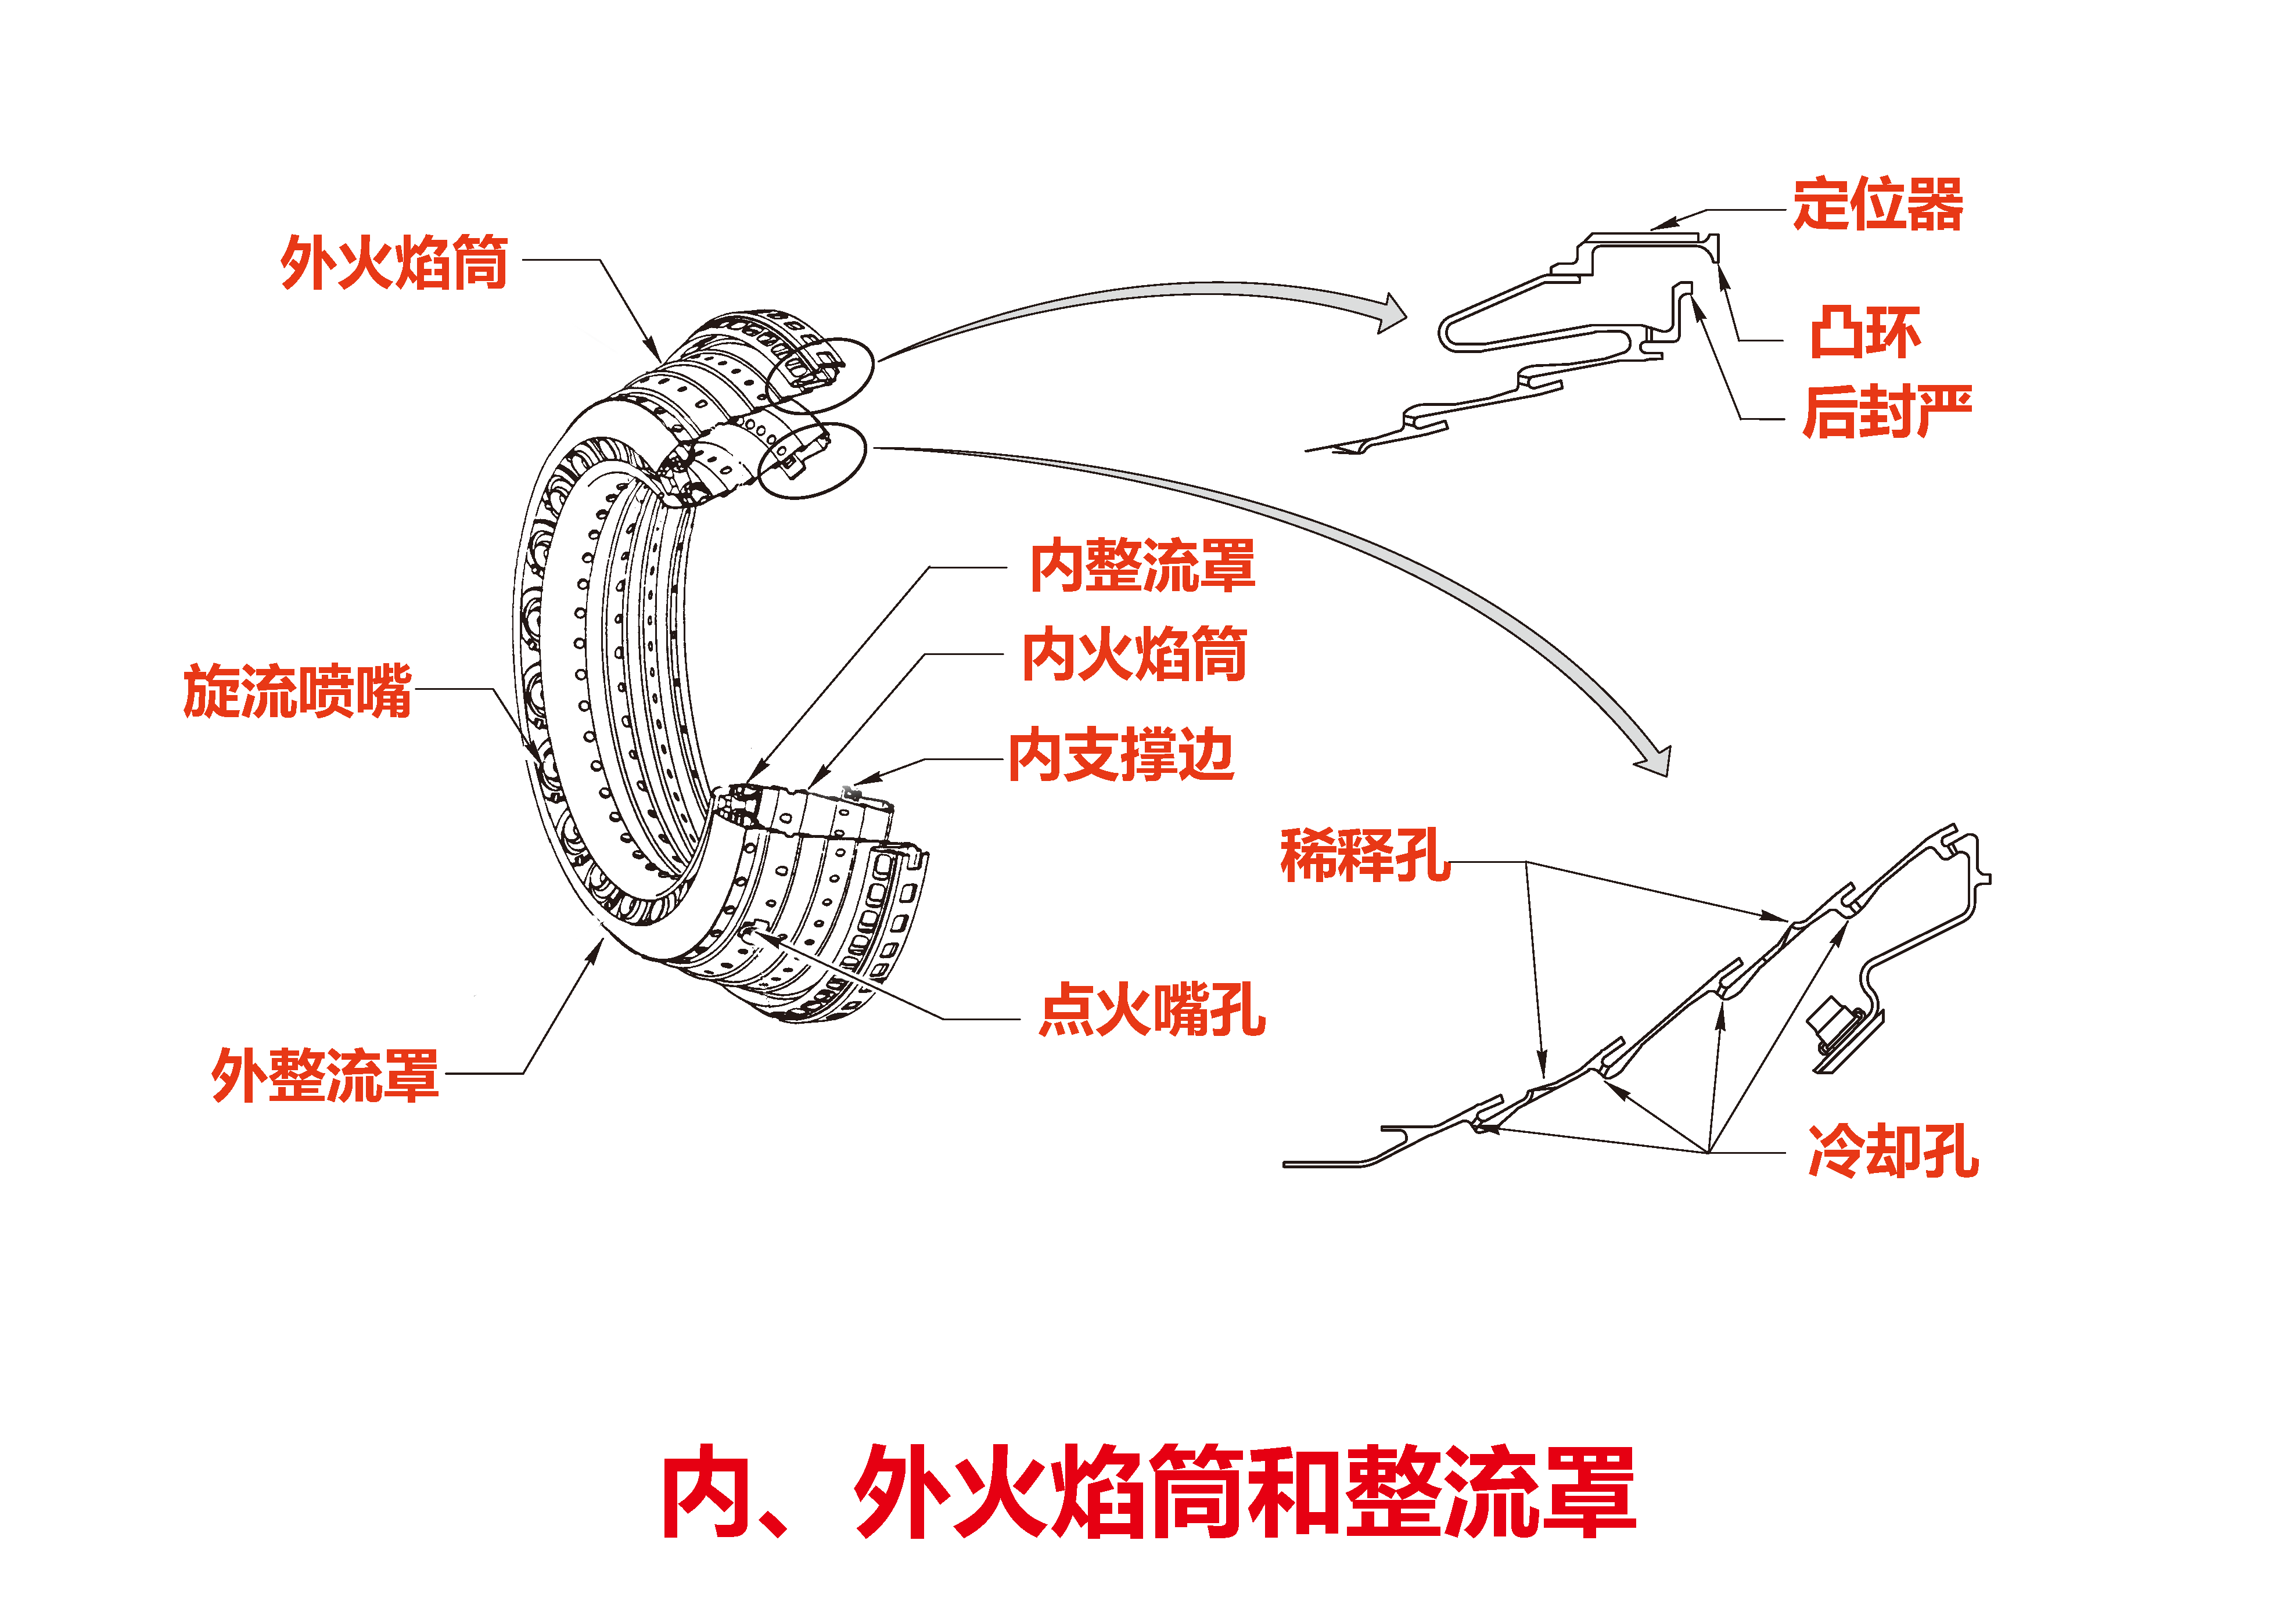 定位器
外火焰筒
凸环
后封严
内整流罩
内火焰筒
旋流喷嘴
内支撑边
稀释孔
点火嘴孔
外整流罩
冷却孔
内、外火焰筒和整流罩